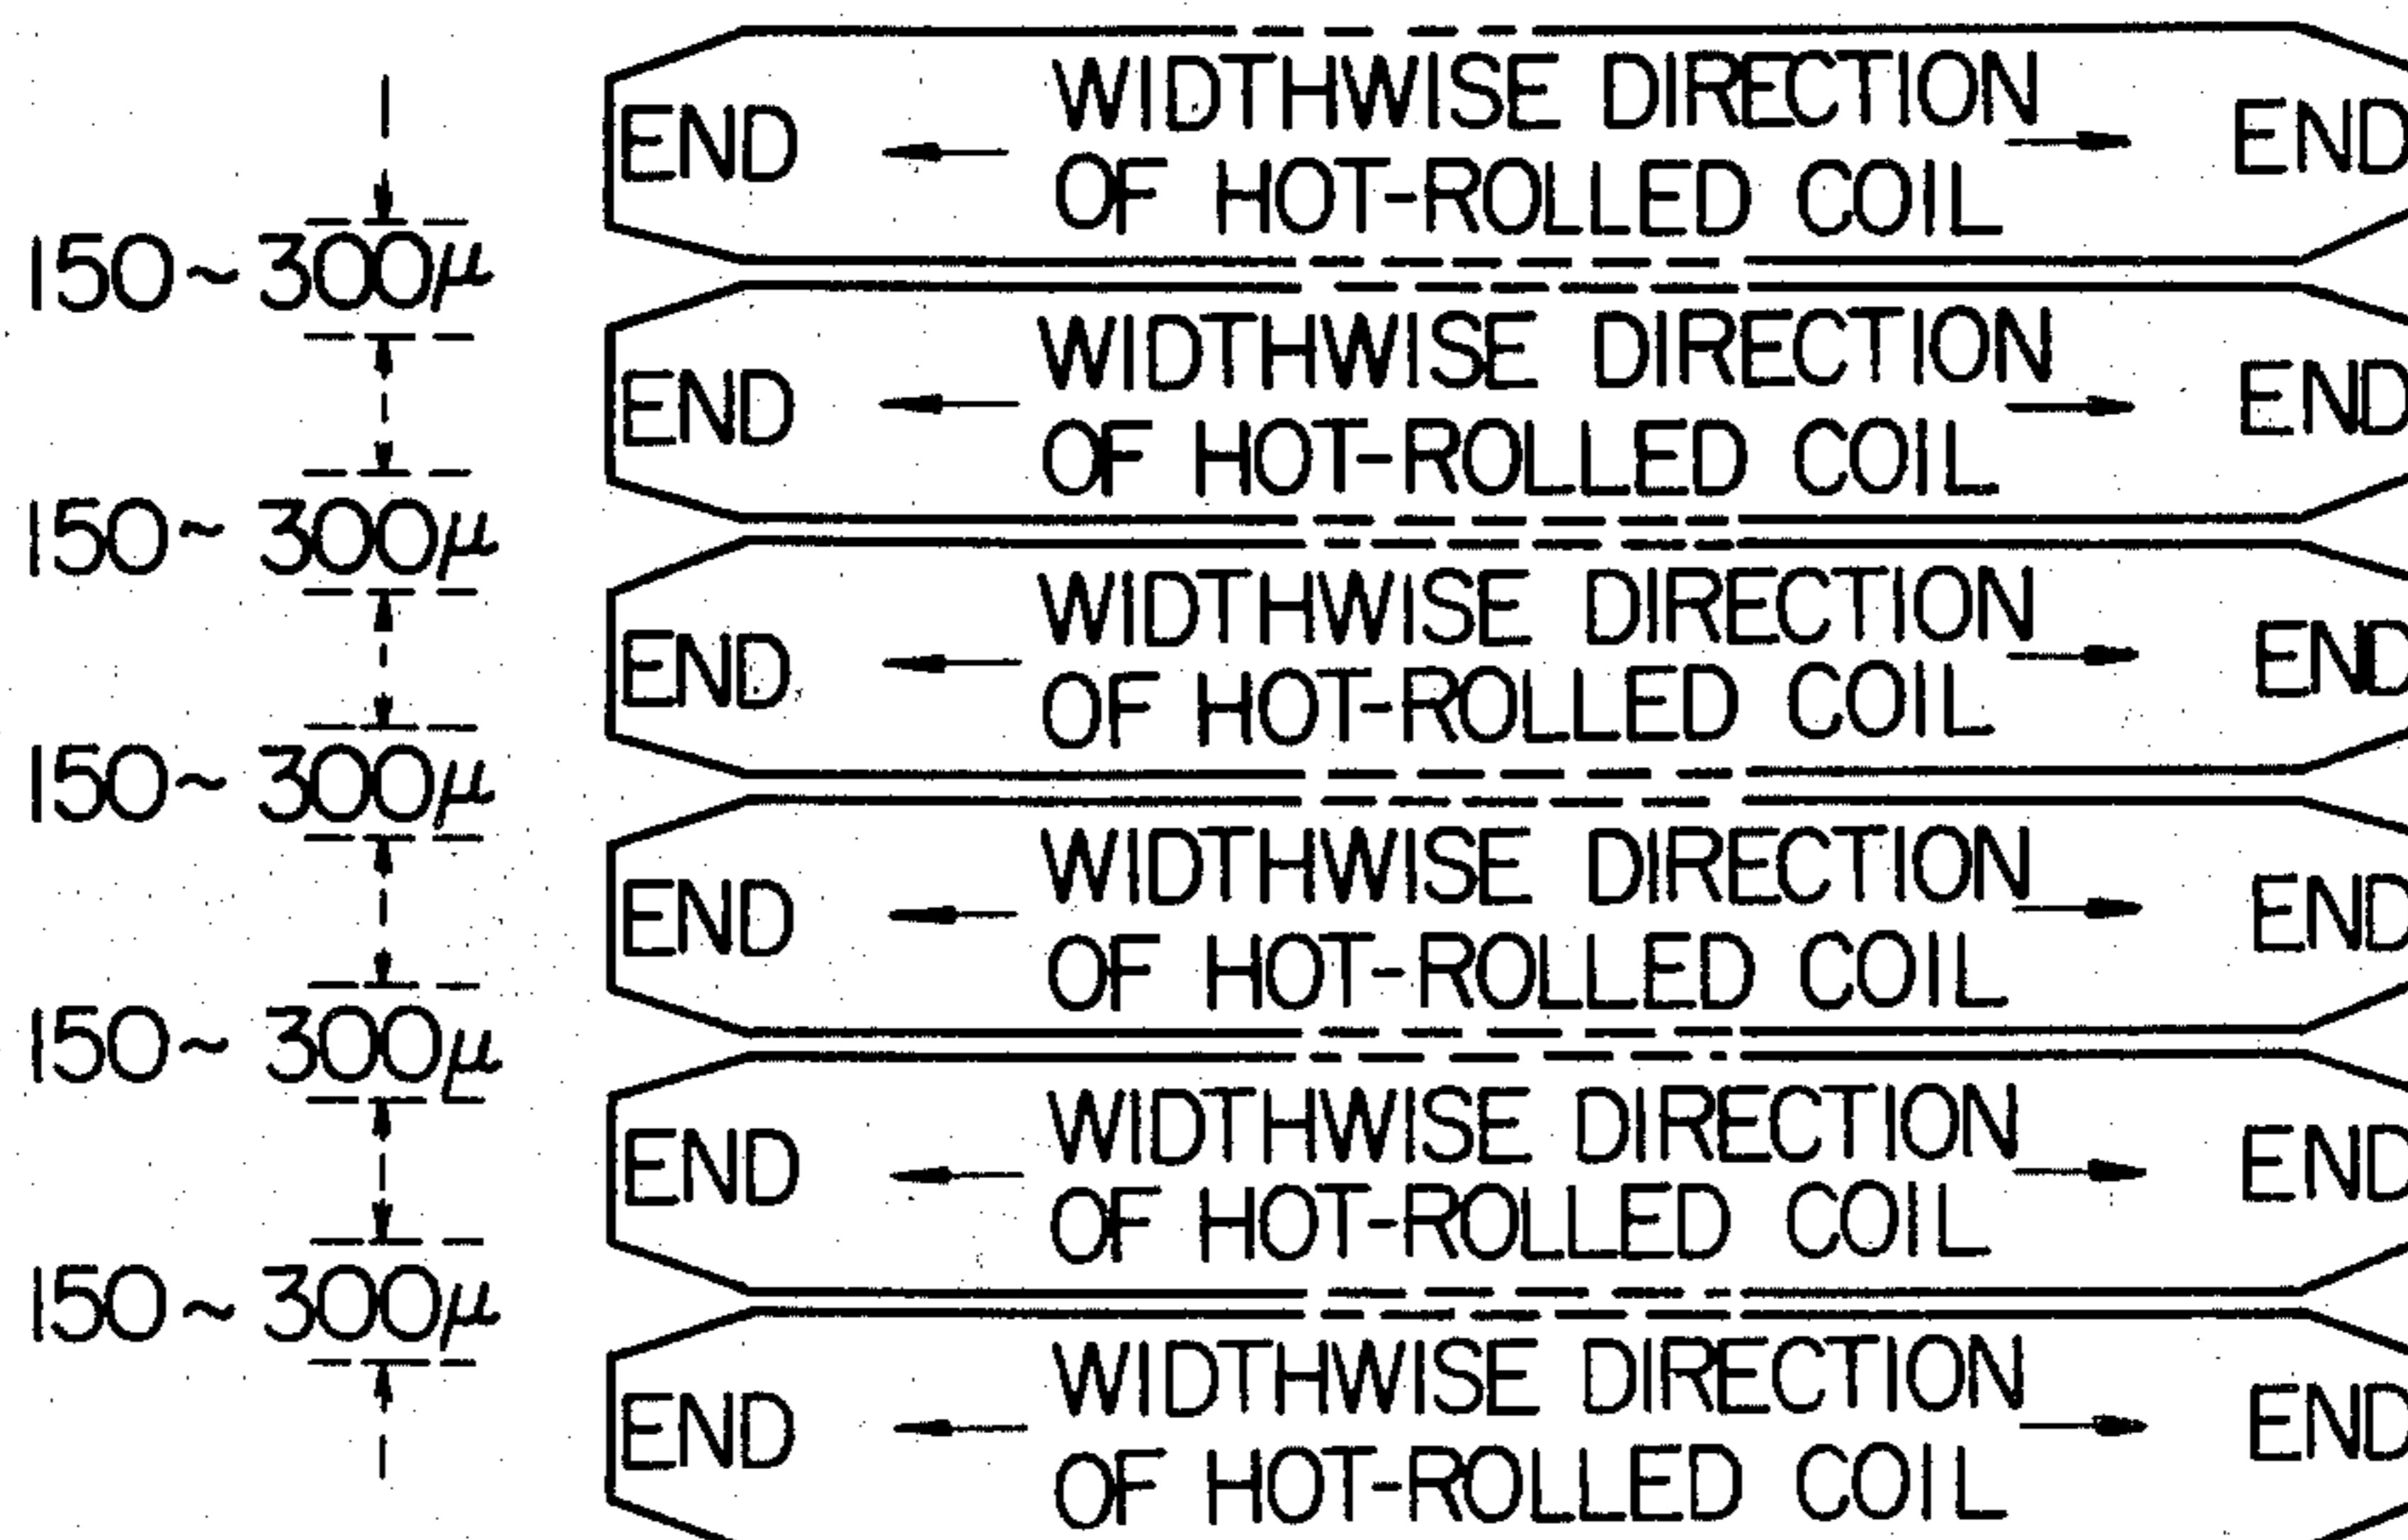 WIDTHWISE DIRECTION
END ← OF HOT-ROLLED COIL → END
150~300μ
WIDTHWISE DIRECTION
END ← OF HOT-ROLLED COIL → END
150~300μ
WIDTHWISE DIRECTION
END ← OF HOT-ROLLED COIL → END
150~300μ
WIDTHWISE DIRECTION
END ← OF HOT-ROLLED COIL → END
150~300μ
WIDTHWISE DIRECTION
END ← OF HOT-ROLLED COIL → END
150~300μ
WIDTHWISE DIRECTION
END ← OF HOT-ROLLED COIL → END